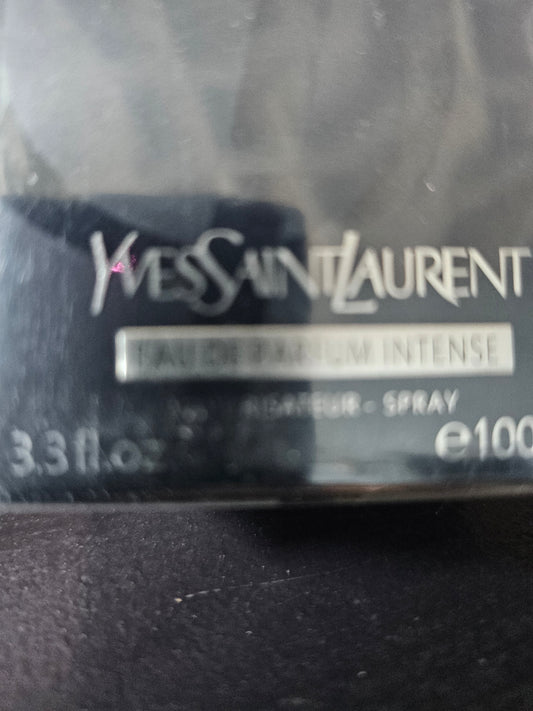 YVESSAINTLAURENT
EAU DE PARFUM INTENSE
- SPRAY
3.3 fl.oz e100